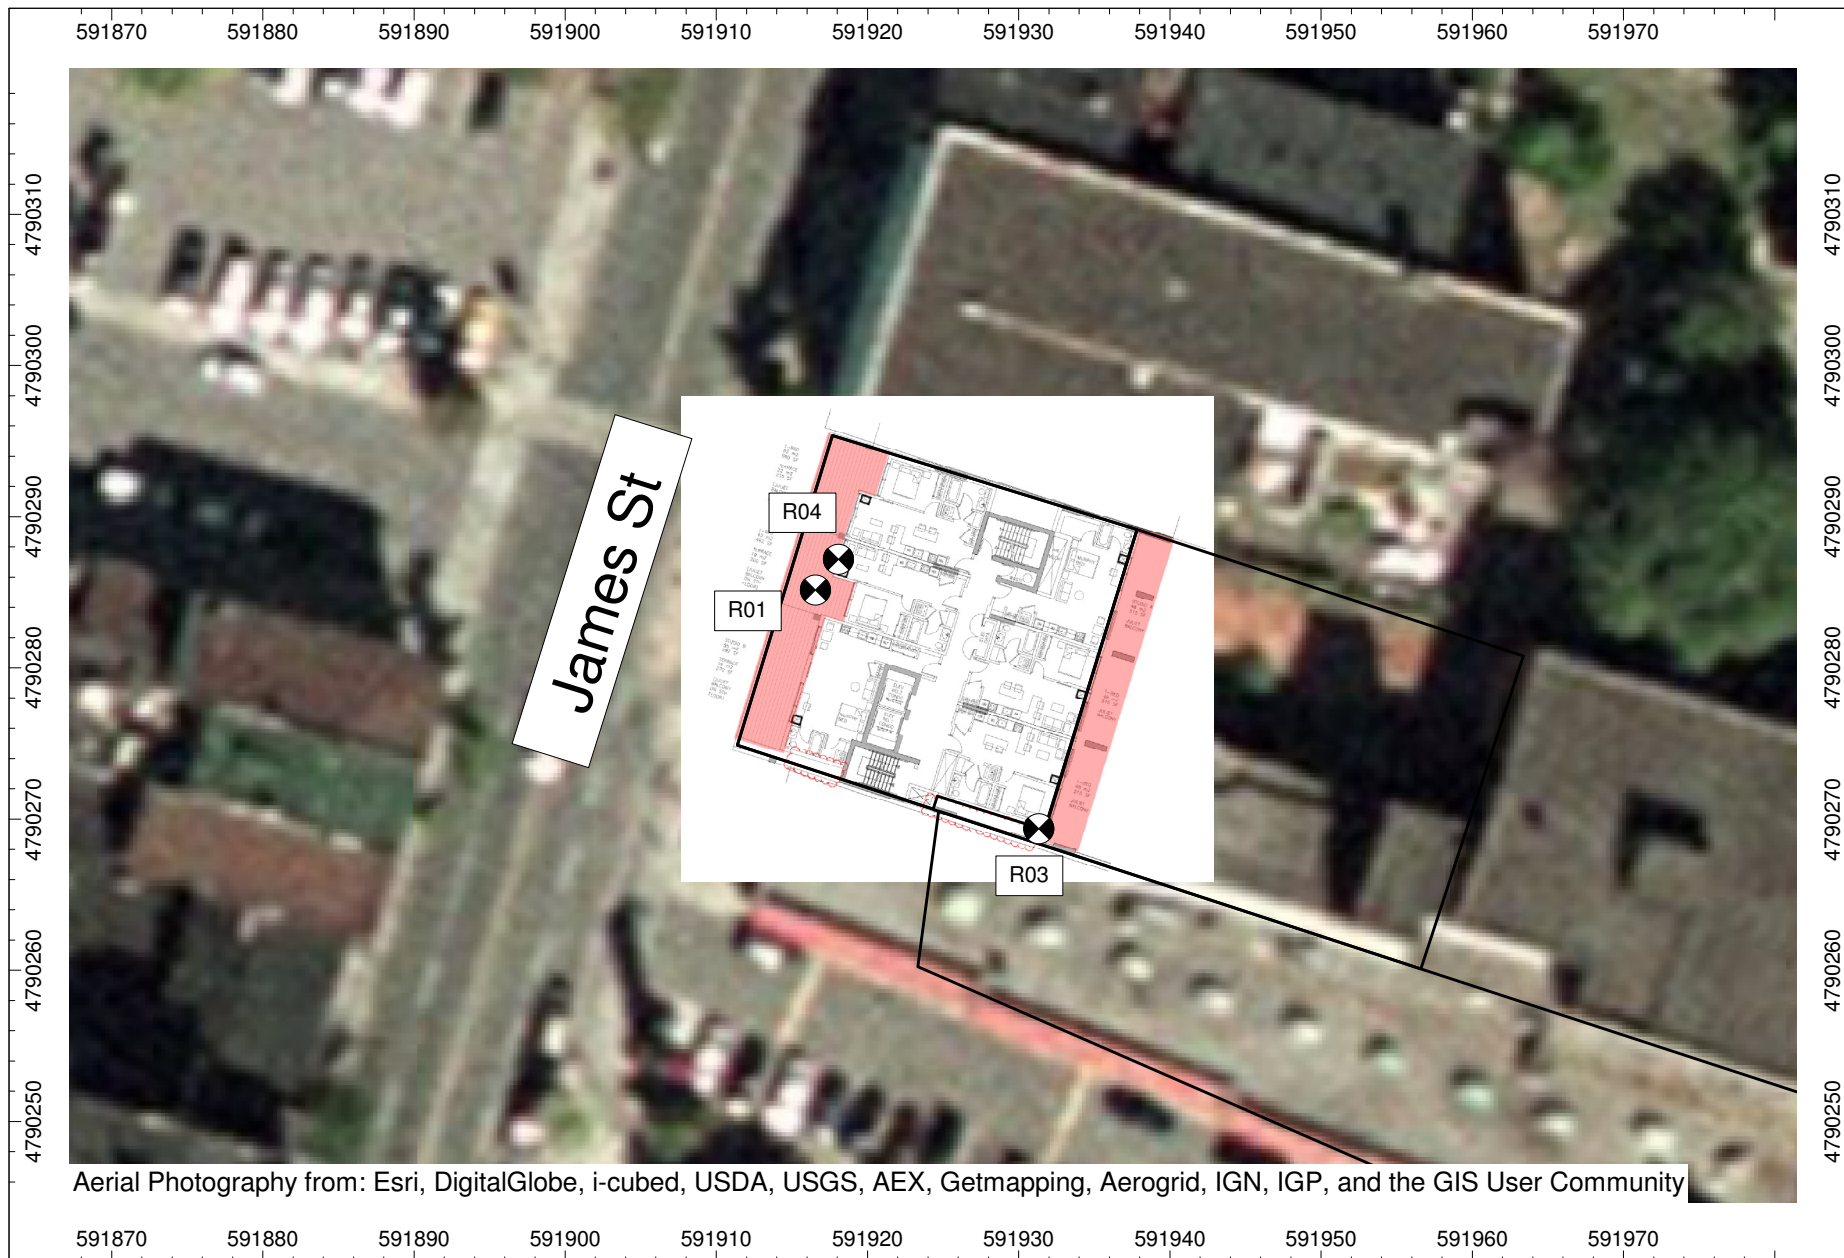 591870 591880 591890 591900 591910 591920 591930 591940 591950 591960 591970
4790310
4790300
4790290
4790280
4790270
4790260
4790250
4790310
4790300
4790290
4790280
4790270
4790260
4790250
James St
R04
R01
R03
Aerial Photography from: Esri, DigitalGlobe, i-cubed, USDA, USGS, AEX, Getmapping, Aerogrid, IGN, IGP, and the GIS User Community
591870 591880 591890 591900 591910 591920 591930 591940 591950 591960 591970